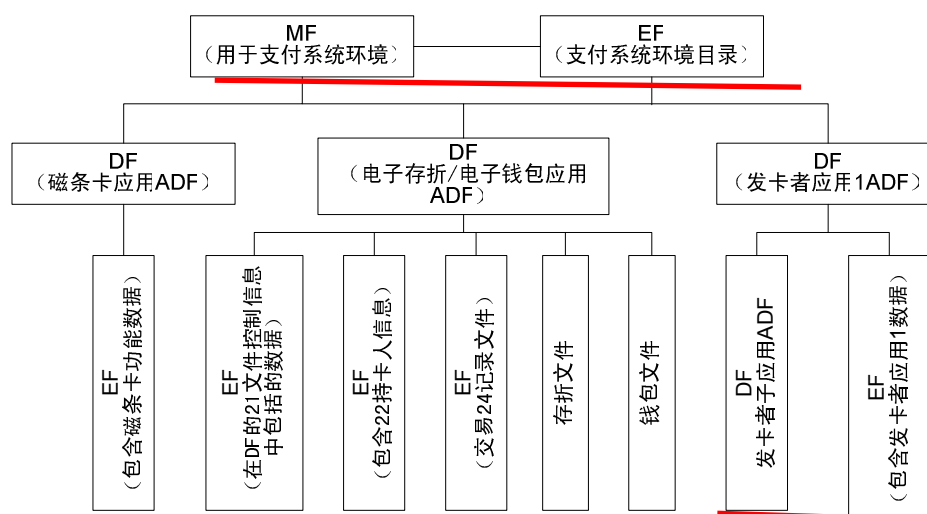 MF
（用于支付系统环境）
EF
（支付系统环境目录）
DF
（磁条卡应用ADF）
DF
（电子存折/电子钱包应用
ADF）
DF
（发卡者应用1ADF）
EF
（包含磁条卡功能数据）
EF
（在DF的21文件控制信息
中包括的数据）
EF
（包含22持卡人信息）
EF
（交易24记录文件）
存折文件
钱包文件
DF
发卡者子应用ADF
EF
（包含发卡者应用1数据）